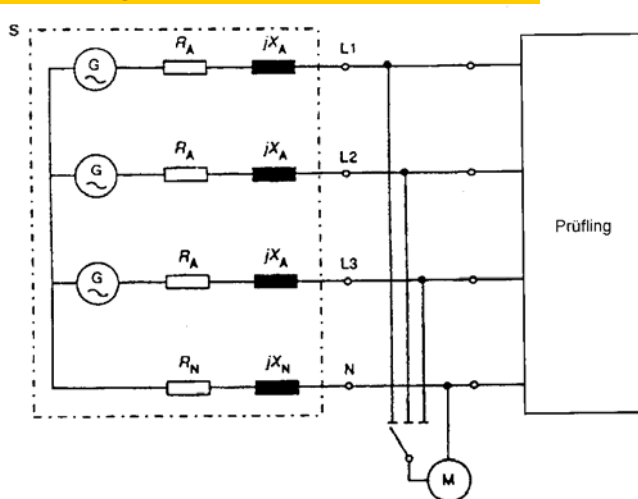 S
G
R_A
jX_A
L1
G
R_A
jX_A
L2
Prüfling
G
R_A
jX_A
L3
R_N
jX_N
N
M